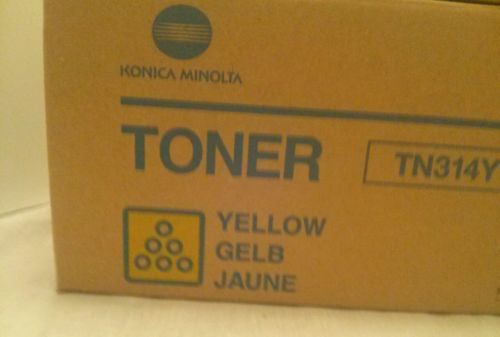 KONICA MINOLTA
TONER
TN314Y
YELLOW
GELB
JAUNE